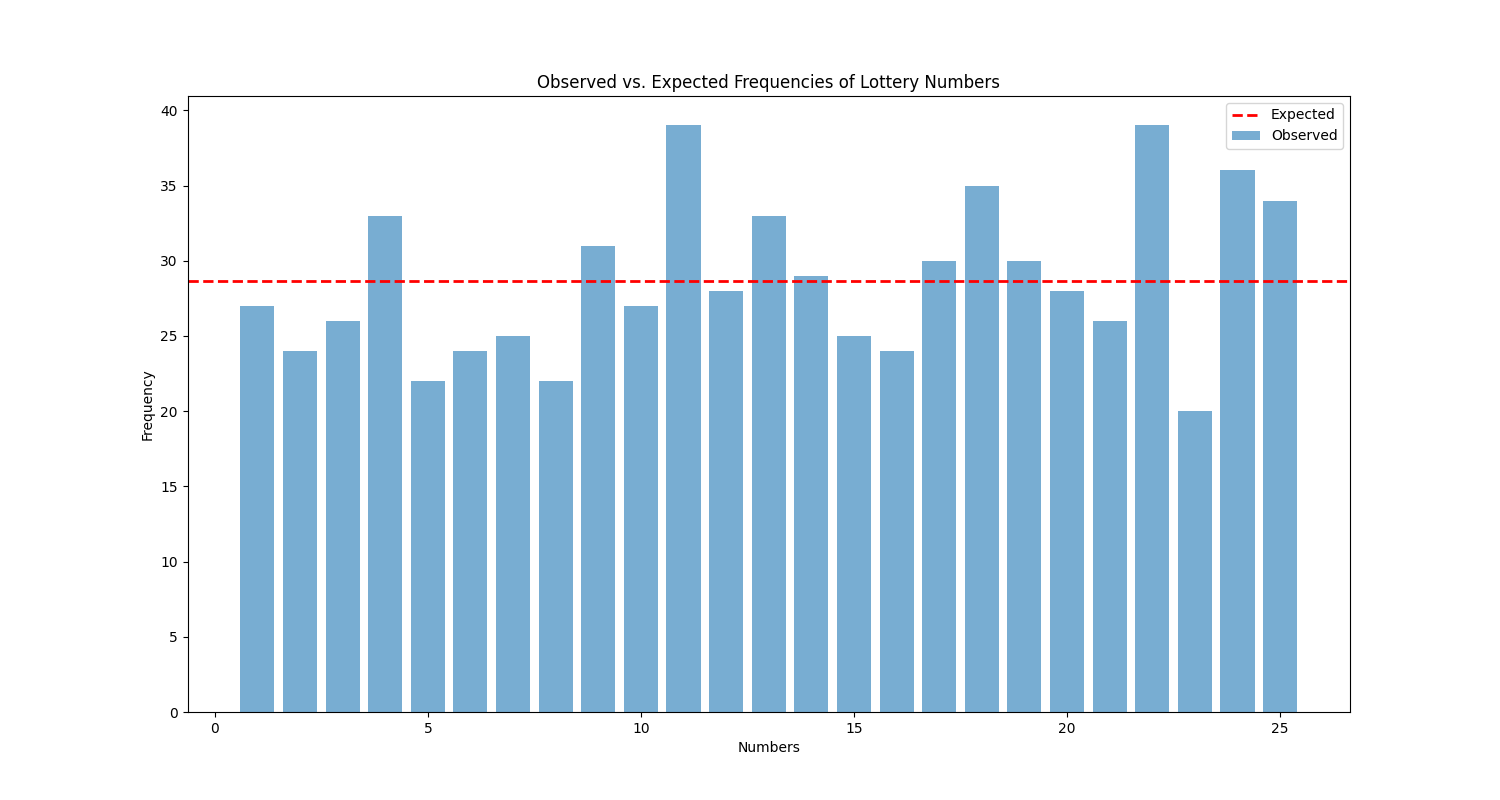 Observed vs. Expected Frequencies of Lottery Numbers
Expected
Observed
40
35
30
25
20
15
10
5
0
Frequency
0 5 10 15 20 25
Numbers